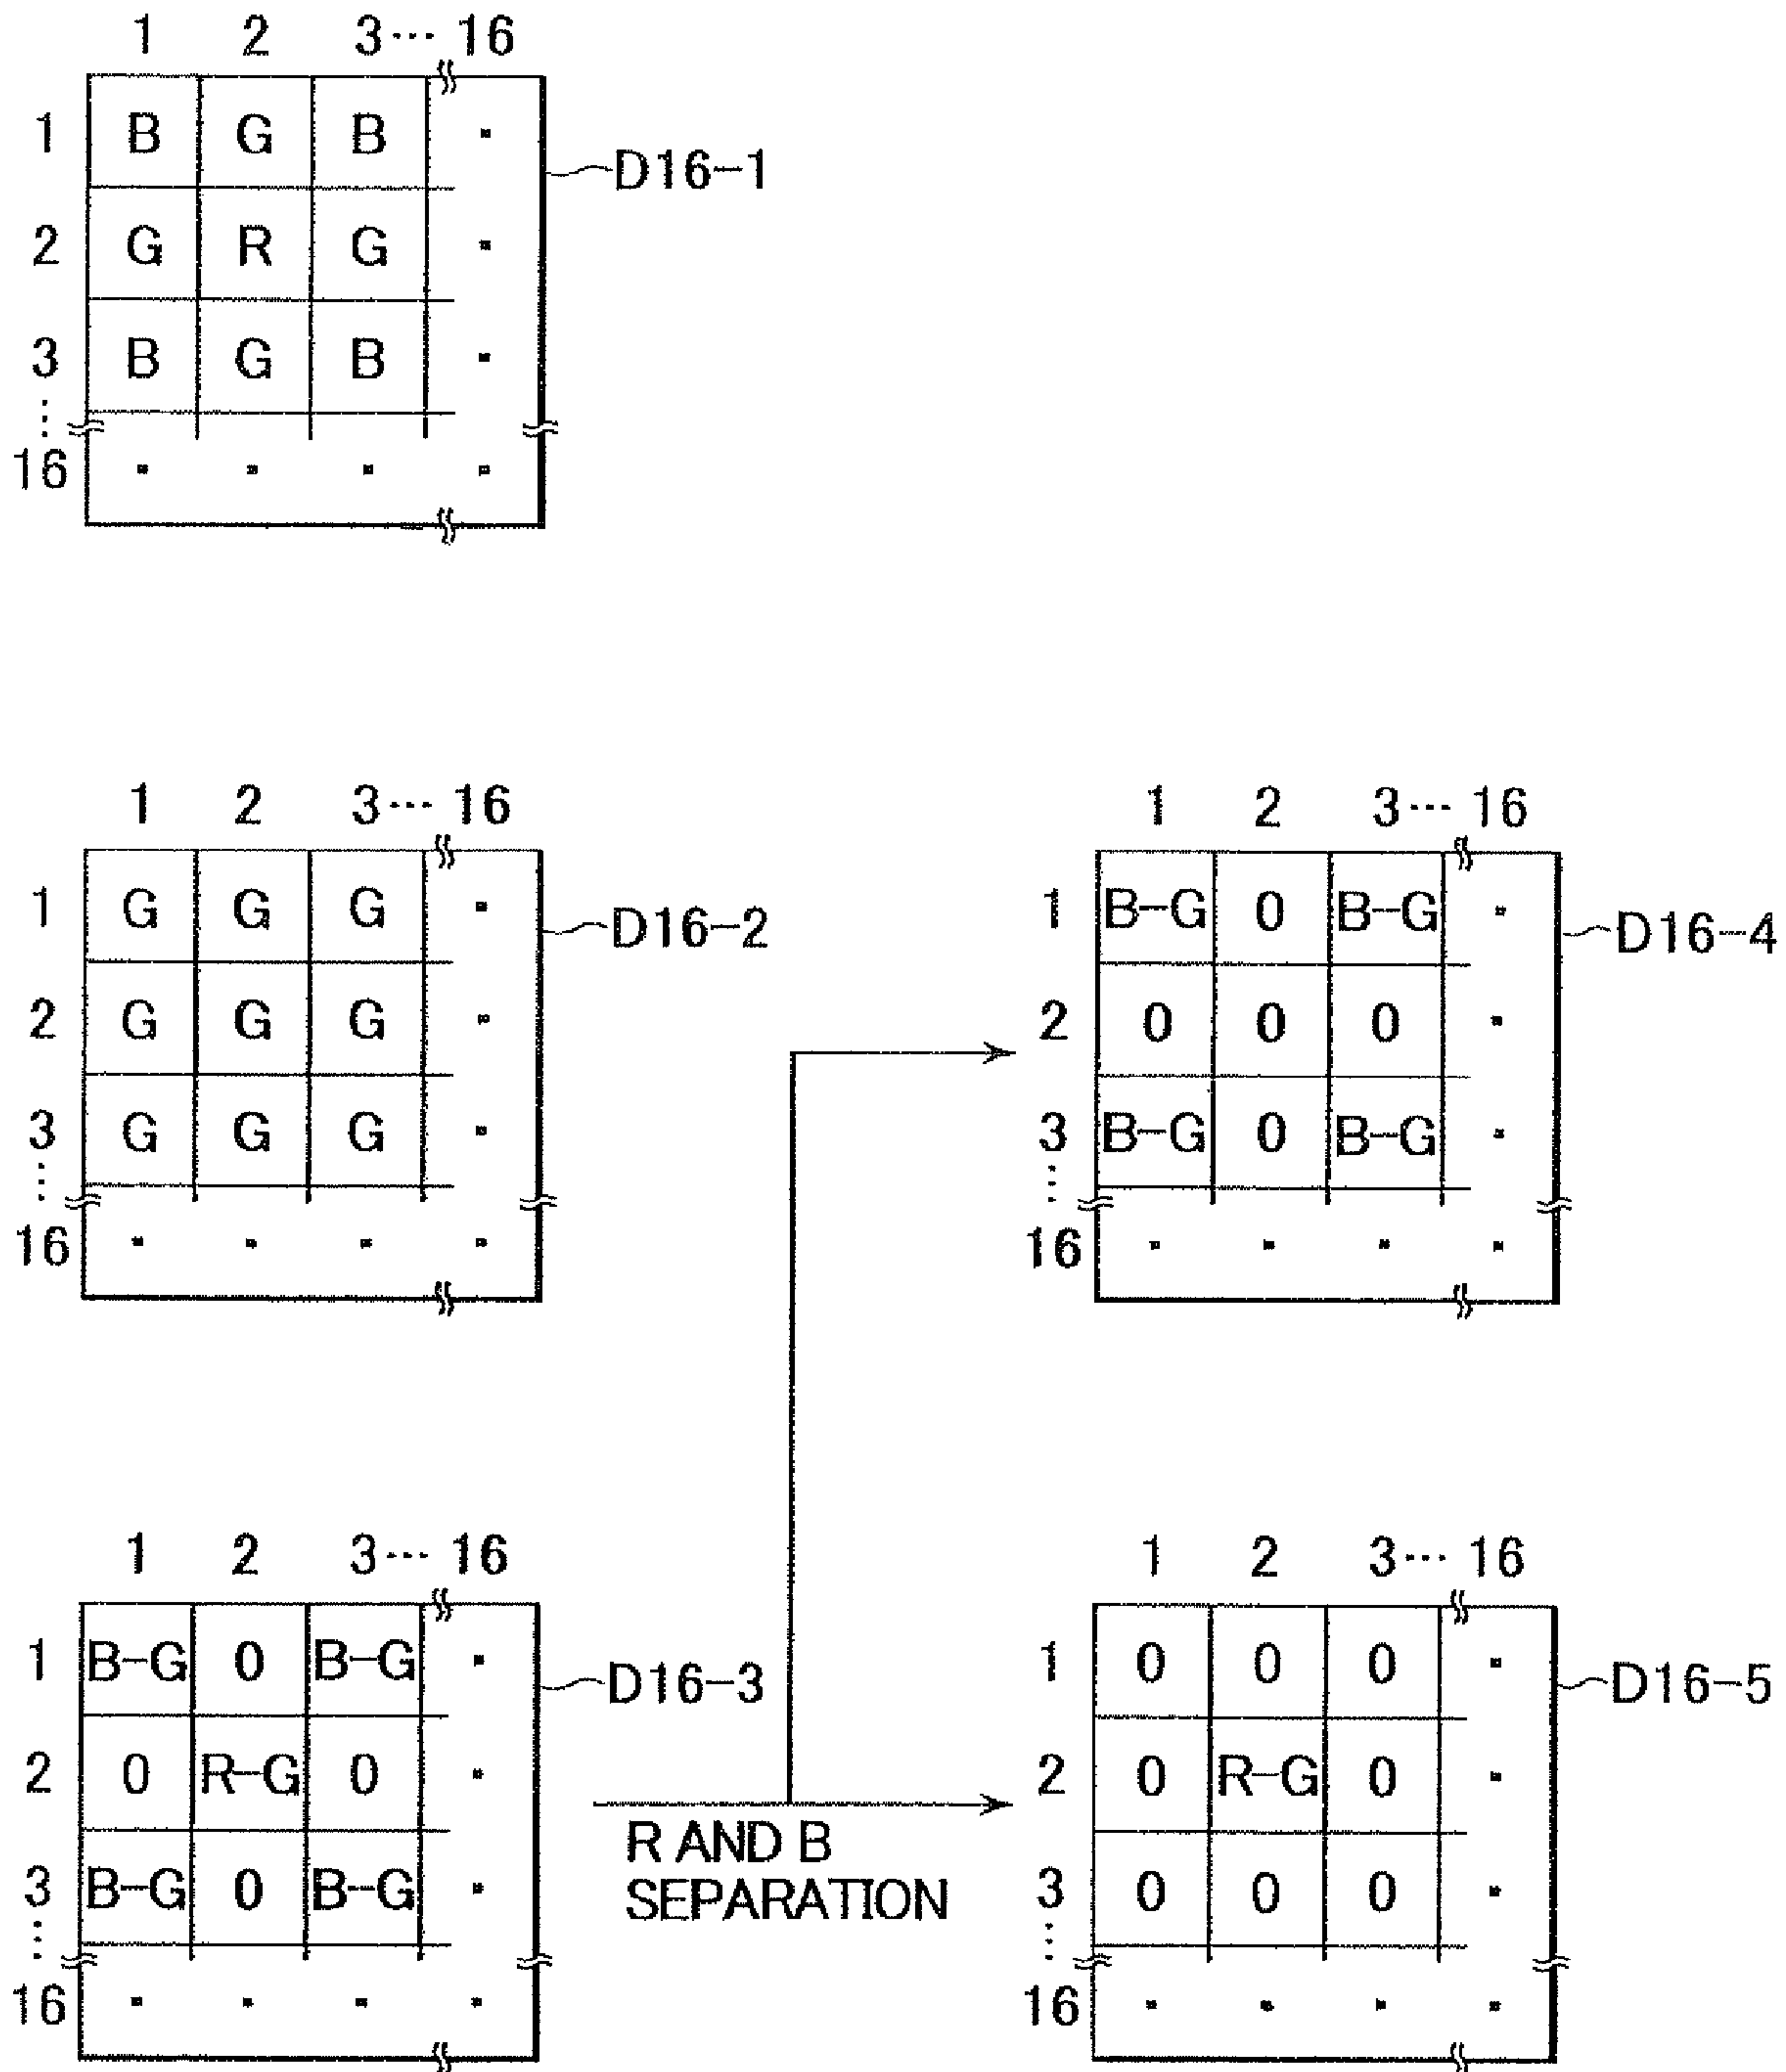 1 2 3… 16
1 B G B .
D16-1
2 G R G .
3 B G B .
⋮
16 . . . .
1 2 3… 16
1 G G G .
D16-2
2 G G G .
3 G G G .
⋮
16 . . . .
1 2 3… 16
1 B-G 0 B-G .
D16-4
2 0 0 0 .
3 B-G 0 B-G .
⋮
16 . . . .
1 2 3… 16
1 B-G 0 B-G .
D16-3
2 0 R-G 0 .
3 B-G 0 B-G .
⋮
16 . . . .
R AND B
SEPARATION
1 2 3… 16
1 0 0 0 .
D16-5
2 0 R-G 0 .
3 0 0 0 .
⋮
16 . . . .